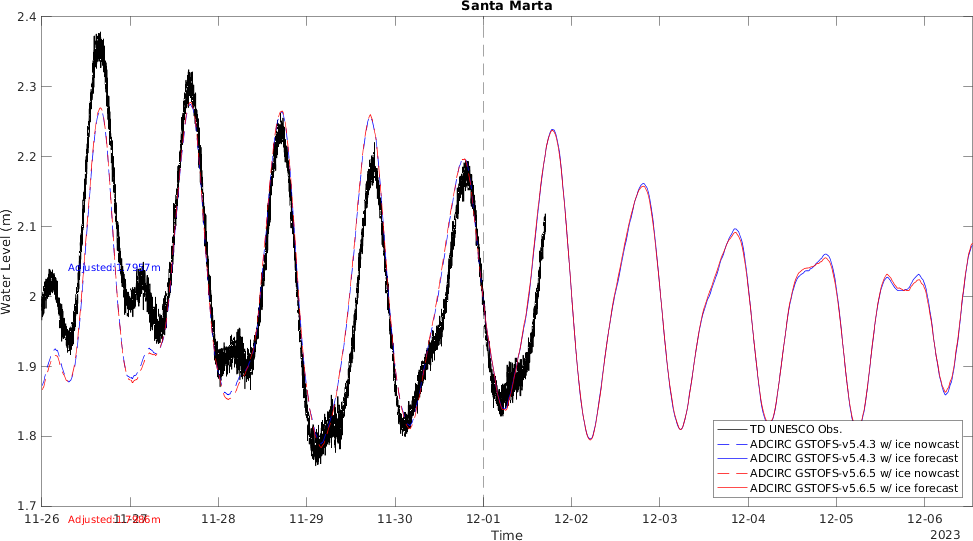 Santa Marta
2.4
2.3
2.2
2.1
2
1.9
1.8
1.7
Water Level (m)
TD UNESCO Obs.
ADCIRC GSTOFS-v5.4.3 w/ ice nowcast
ADCIRC GSTOFS-v5.4.3 w/ ice forecast
ADCIRC GSTOFS-v5.6.5 w/ ice nowcast
ADCIRC GSTOFS-v5.6.5 w/ ice forecast
11-26 11-27 11-28 11-29 11-30 12-01 12-02 12-03 12-04 12-05 12-06
Time
2023